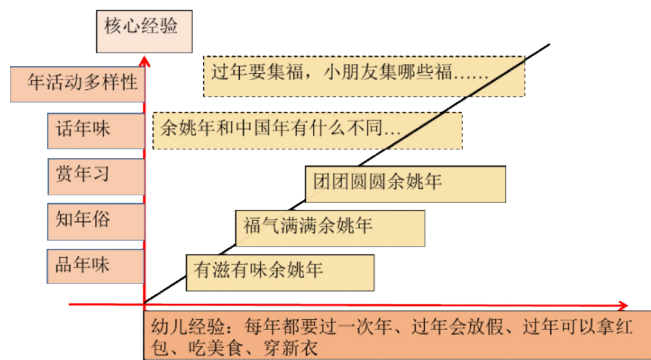 核心经验
过年要集福，小朋友集哪些福……
年活动多样性
话年味
余姚年和中国年有什么不同…
赏年习
团团圆圆余姚年
知年俗
福气满满余姚年
品年味
有滋有味余姚年
幼儿经验：每年都要过一次年、过年会放假、过年可以拿红
包、吃美食、穿新衣